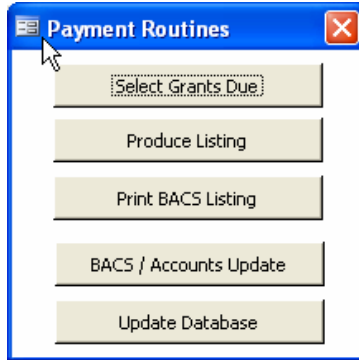 Payment Routines
Select Grants Due
Produce Listing
Print BACS Listing
BACS / Accounts Update
Update Database